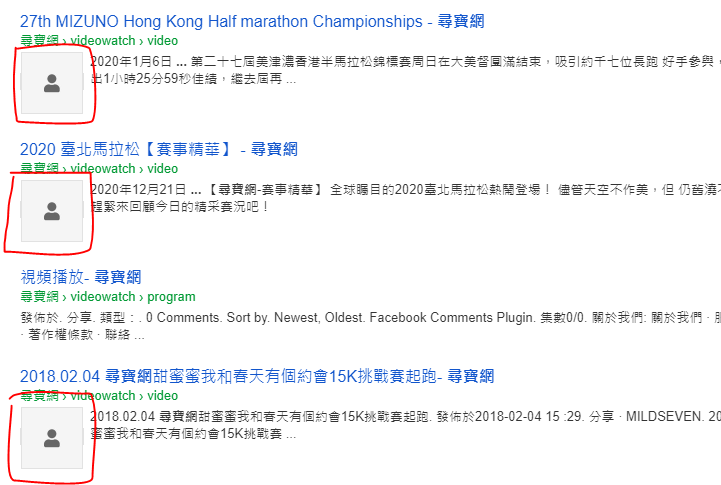 27th MIZUNO Hong Kong Half marathon Championships - 尋寶網
尋寶網 › videowatch › video
2020年1月6日 ... 第二十七屆美津濃香港半馬拉松錦標賽周日在大美督圓滿結束，吸引約千七位長跑 好手參與，
出1小時25分59秒佳績，繼去屆再 ...
2020 臺北馬拉松【賽事精華】 - 尋寶網
尋寶網 › videowatch › video
2020年12月21日 ... 【尋寶網-賽事精華】 全球矚目的2020臺北馬拉松熱鬧登場！ 儘管天空不作美，但 仍舊澆不
趕緊來回顧今日的精采賽況吧！
視頻播放- 尋寶網
尋寶網 › videowatch › program
發佈於. 分享. 類型：. 0 Comments. Sort by. Newest, Oldest. Facebook Comments Plugin. 集數0/0. 關於我們: 關於我們 · 服
· 著作權條款 · 聯絡 ...
2018.02.04 尋寶網甜蜜蜜我和春天有個約會15K挑戰賽起跑- 尋寶網
尋寶網 › videowatch › video
2018.02.04 尋寶網甜蜜蜜我和春天有個約會15K挑戰賽起跑. 發佈於2018-02-04 15 :29. 分享 · MILDSEVEN. 20
蜜蜜我和春天有個約會15K挑戰賽 ...